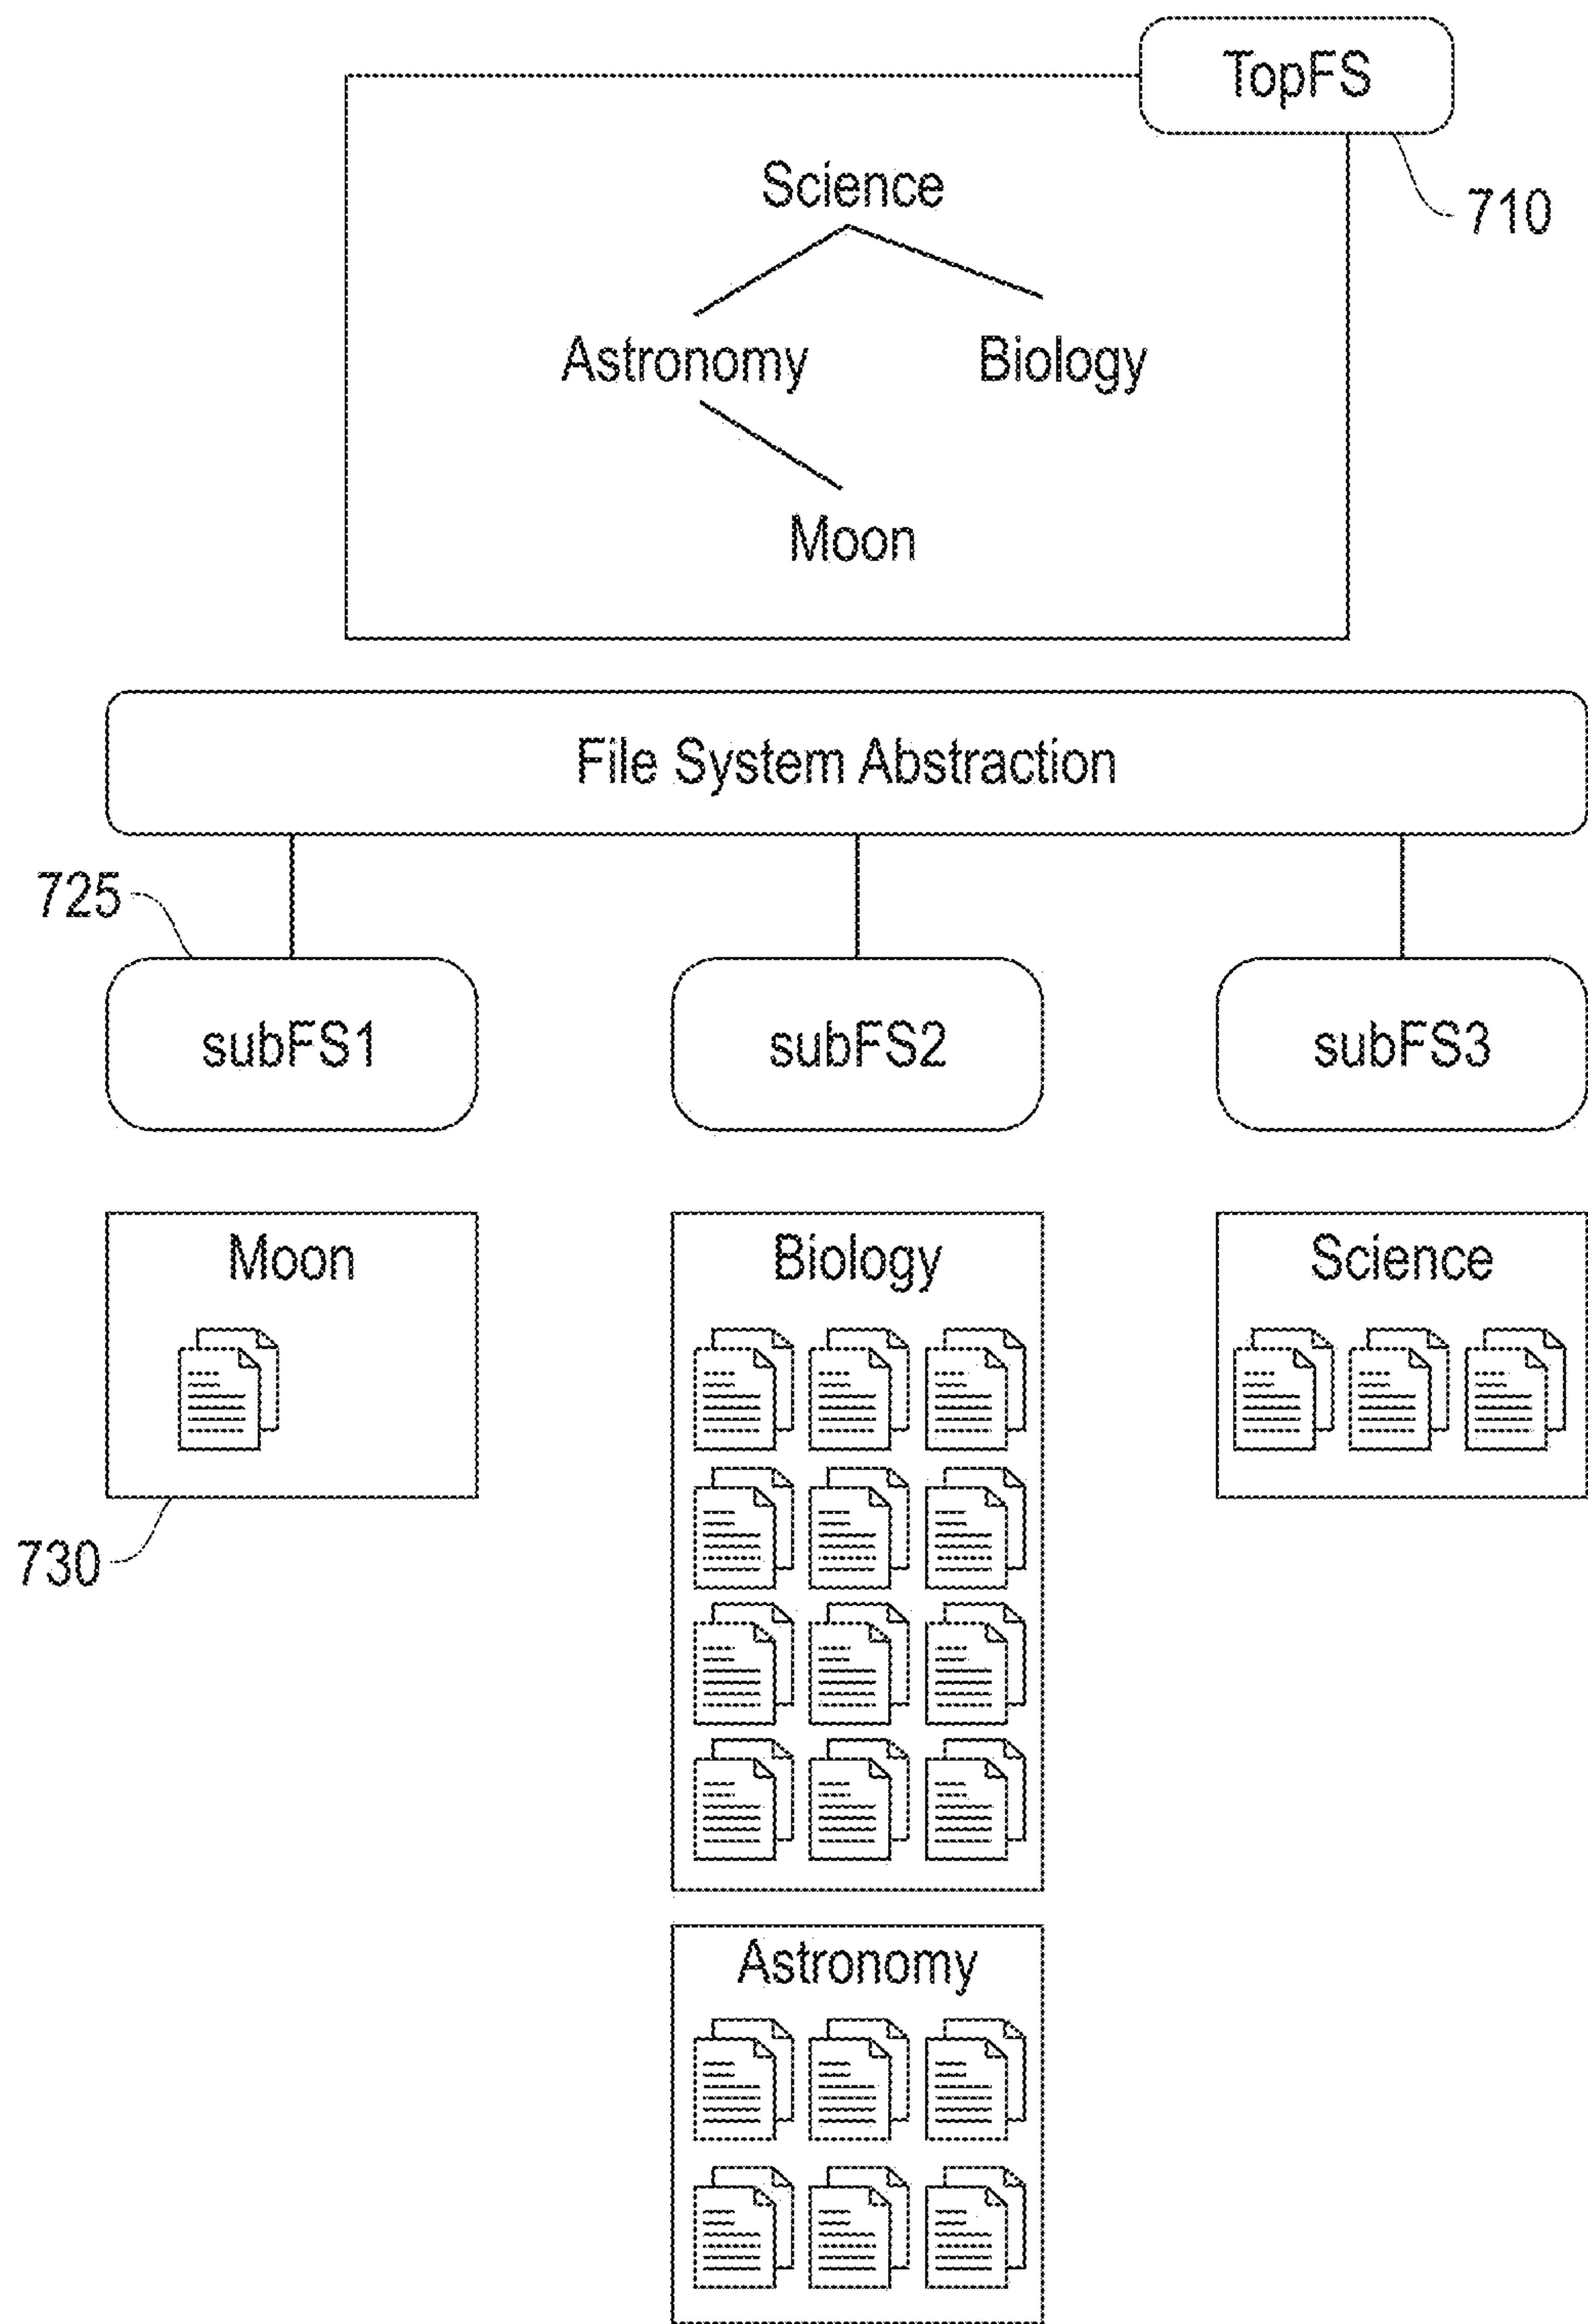 TopFS
710
Science
Astronomy
Biology
Moon
File System Abstraction
725
subFS1
subFS2
subFS3
Moon
Biology
Science
730
Astronomy